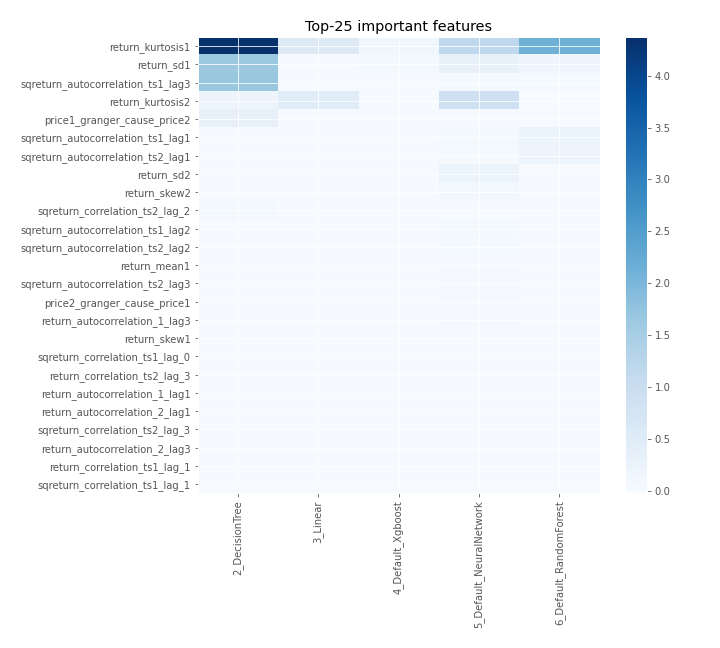 Top-25 important features
return_kurtosis1
return_sd1
sqreturn_autocorrelation_ts1_lag3
return_kurtosis2
price1_granger_cause_price2
sqreturn_autocorrelation_ts1_lag1
sqreturn_autocorrelation_ts2_lag1
return_sd2
return_skew2
sqreturn_correlation_ts2_lag_2
sqreturn_autocorrelation_ts1_lag2
sqreturn_autocorrelation_ts2_lag2
return_mean1
sqreturn_autocorrelation_ts2_lag3
price2_granger_cause_price1
return_autocorrelation_1_lag3
return_skew1
sqreturn_correlation_ts1_lag_0
return_correlation_ts2_lag_3
return_autocorrelation_1_lag1
return_autocorrelation_2_lag1
sqreturn_correlation_ts2_lag_3
return_autocorrelation_2_lag3
return_correlation_ts1_lag_1
sqreturn_correlation_ts1_lag_1
2_DecisionTree
3_Linear
4_Default_Xgboost
5_Default_NeuralNetwork
6_Default_RandomForest
4.0
3.5
3.0
2.5
2.0
1.5
1.0
0.5
0.0